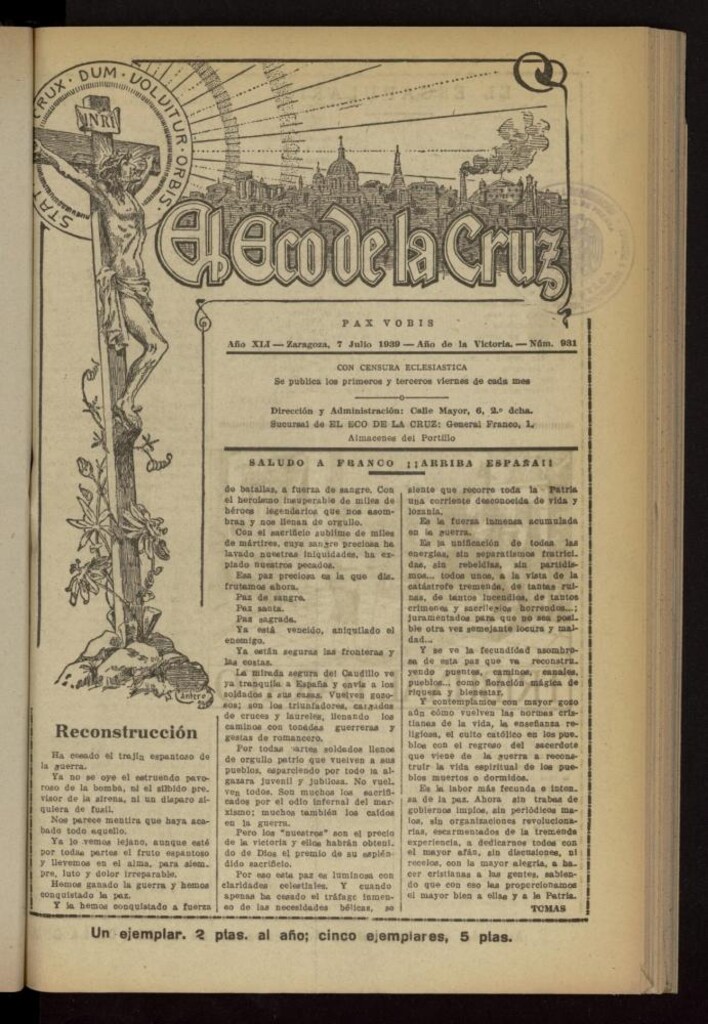 STAT CRUX · DUM · VOLVITUR · ORBIS ·
INRI
El Eco de la Cruz
PAX VOBIS
Año XLI — Zaragoza, 7 Julio 1939 — Año de la Victoria. — Núm. 931
CON CENSURA ECLESIASTICA
Se publica los primeros y terceros viernes de cada mes
Dirección y Administración: Calle Mayor, 6, 2.º dcha.
Sucursal de EL ECO DE LA CRUZ: General Franco, 1.
Almacenes del Portillo
SALUDO A FRANCO ¡¡ARRIBA ESPAÑA!!
Reconstrucción
Ha cesado el trajín espantoso de
la guerra.
Ya no se oye el estruendo pavo-
roso de la bomba, ni el silbido pre-
visor de la sirena, ni un disparo si-
quiera de fusil.
Nos parece mentira que haya aca-
bado todo aquello.
Ya lo vemos lejano, aunque esté
por todas partes el fruto espantoso
y llevemos en el alma, para siem-
pre, luto y dolor irreparable.
Hemos ganado la guerra y hemos
conquistado la paz.
Y la hemos conquistado a fuerza
de batallas, a fuerza de sangre. Con
el heroísmo insuperable de miles de
héroes legendarios que nos asom-
bran y nos llenan de orgullo.
Con el sacrificio sublime de miles
de mártires, cuya sangre preciosa ha
lavado nuestras iniquidades, ha ex-
piado nuestros pecados.
Esa paz preciosa es la que dis-
frutamos ahora.
Paz de sangre.
Paz santa.
Paz sagrada.
Ya está vencido, aniquilado el
enemigo.
Ya están seguras las fronteras y
las costas.
La mirada segura del Caudillo ve
ya tranquila a España y envía a los
soldados a sus casas. Vuelven gozo-
sos; son los triunfadores, cargados
de cruces y laureles, llenando los
caminos con tonadas guerreras y
gestas de romancero.
Por todas partes soldados llenos
de orgullo patrio que vuelven a sus
pueblos, esparciendo por todo la al-
gazara juvenil y jubilosa. No vuel-
ven todos. Son muchos los sacrifi-
cados por el odio infernal del mar-
xismo; muchos también los caídos
en la guerra.
Pero los "nuestros" son el precio
de la victoria y ellos habrán obteni-
do de Dios el premio de su esplén-
dido sacrificio.
Por eso esta paz es luminosa con
claridades celestiales. Y cuando
apenas ha cesado el tráfago inmen-
so de las necesidades bélicas, se
siente que recorre toda la Patria
una corriente desconocida de vida y
lozanía.
Es la fuerza inmensa acumulada
en la guerra.
Es la unificación de todas las
energías, sin separatismos fratrici-
das, sin rebeldías, sin partidis-
mos... todos unos, a la vista de la
catástrofe tremenda, de tantas rui-
nas, de tantos incendios, de tantos
crímenes y sacrilegios horrendos...;
juramentados para que no sea posi-
ble otra vez semejante locura y mal-
dad...
Y se ve la fecundidad asombro-
sa de esta paz que va reconstru-
yendo puentes, caminos, canales,
pueblos... como floración mágica de
riqueza y bienestar.
Y contemplamos con mayor gozo
aún cómo vuelven las normas cris-
tianas de la vida, la enseñanza re-
ligiosa, el culto católico en los pue-
blos con el regreso del sacerdote
que viene de la guerra a recons-
truir la vida espiritual de los pue-
blos muertos o dormidos.
Es la labor más fecunda e inten-
sa de la paz. Ahora sin trabas de
gobiernos impíos, sin periódicos ma-
los, sin organizaciones revoluciona-
rias, escarmentados de la tremenda
experiencia, a dedicarnos todos con
el mayor afán, sin discusiones, ni
recelos, con la mayor alegría, a ha-
cer cristianas a las gentes, sabien-
do que con eso las proporcionamos
el mayor bien a ellas y a la Patria.
TOMAS
Un ejemplar. 2 ptas. al año; cinco ejemplares, 5 ptas.